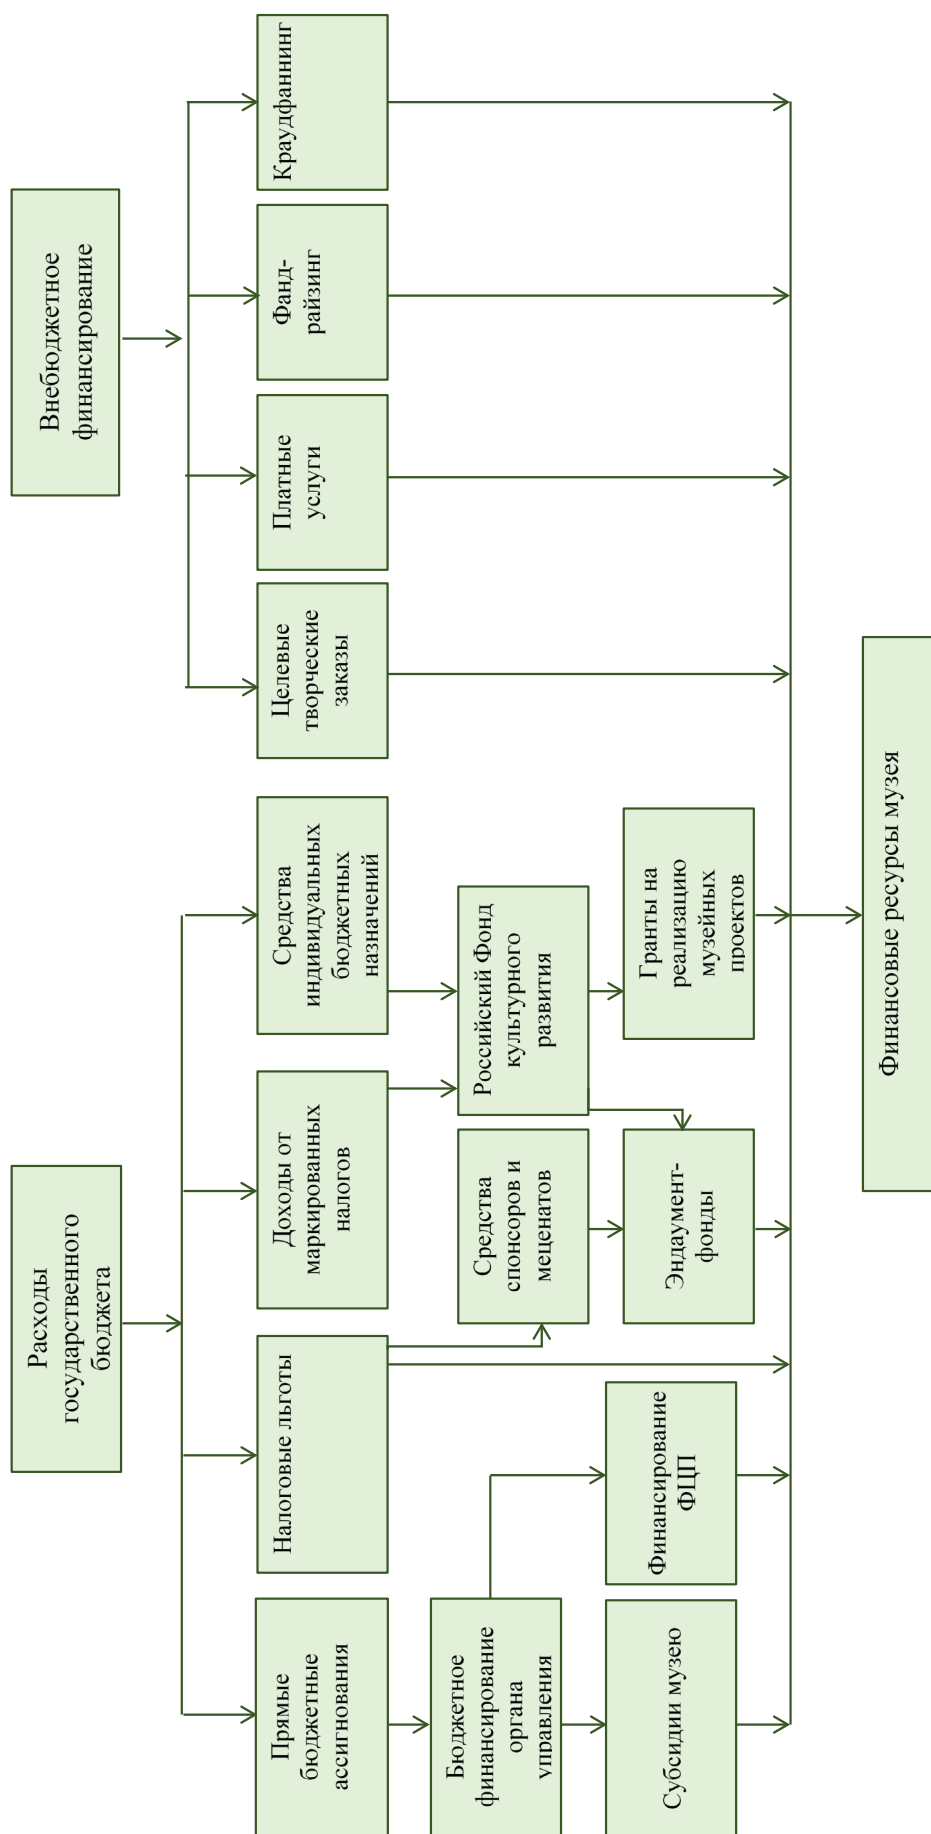 Расходы
государственного
бюджета
Внебюджетное
финансирование
Прямые
бюджетные
ассигнования
Налоговые льготы
Доходы от
маркированных
налогов
Средства
индивидуальных
бюджетных
назначений
Целевые
творческие
заказы
Платные
услуги
Фанд-
райзинг
Краудфаннинг
Бюджетное
финансирование
органа
управления
Средства
спонсоров и
меценатов
Российский Фонд
культурного
развития
Субсидии музею
Финансирование
ФЦП
Эндаумент-
фонды
Гранты на
реализацию
музейных
проектов
Финансовые ресурсы музея